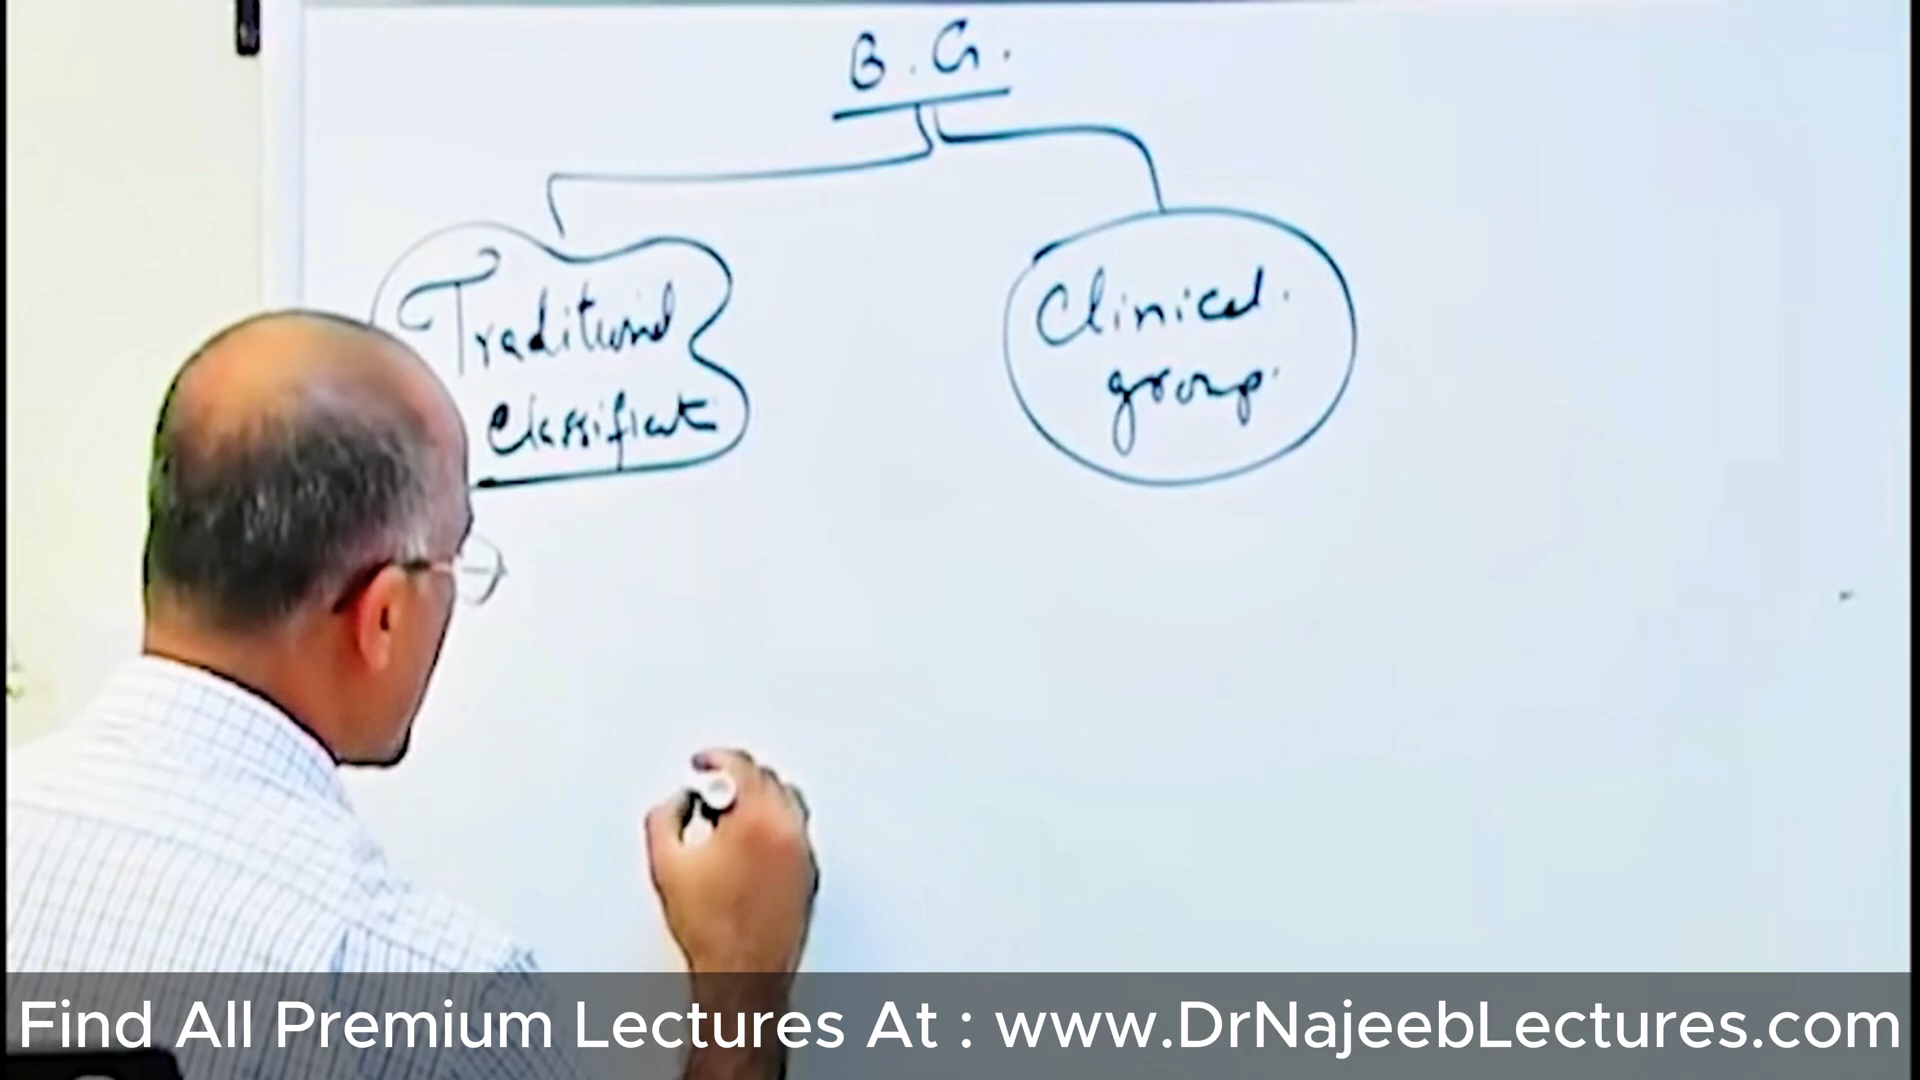 B.G.
Traditional
Classificat
Clinical.
group.
Find All Premium Lectures At : www.DrNajeebLectures.com